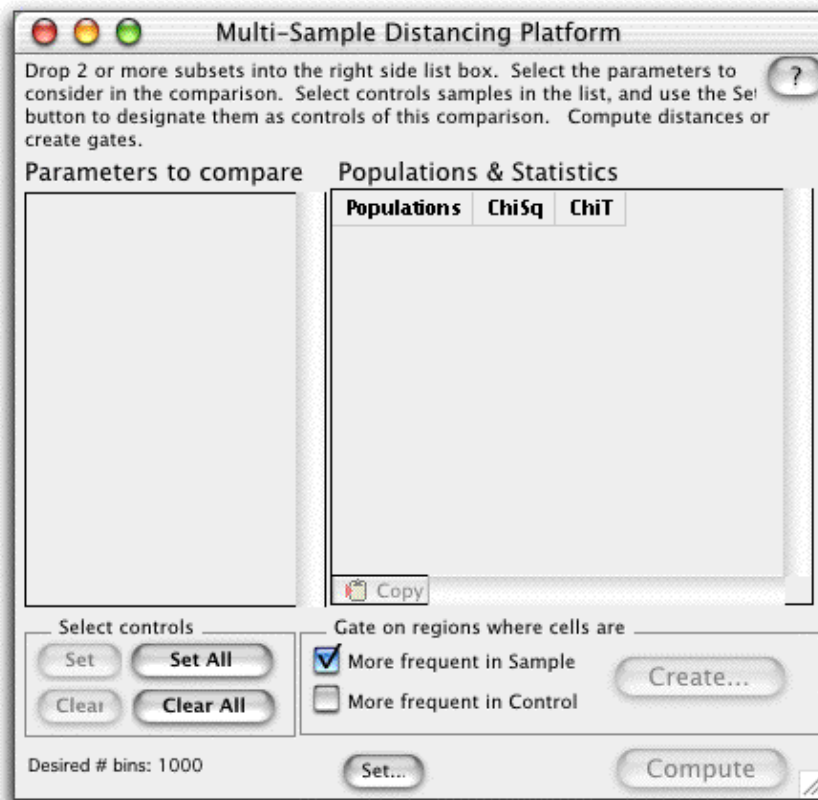 Multi-Sample Distancing Platform
Drop 2 or more subsets into the right side list box.  Select the parameters to
consider in the comparison.  Select controls samples in the list, and use the Set
button to designate them as controls of this comparison.   Compute distances or
create gates.
?
Parameters to compare
Populations & Statistics
Populations ChiSq ChiT
Copy
Select controls
Set Set All
Clear Clear All
Gate on regions where cells are
More frequent in Sample
More frequent in Control
Create...
Desired # bins: 1000
Set...
Compute